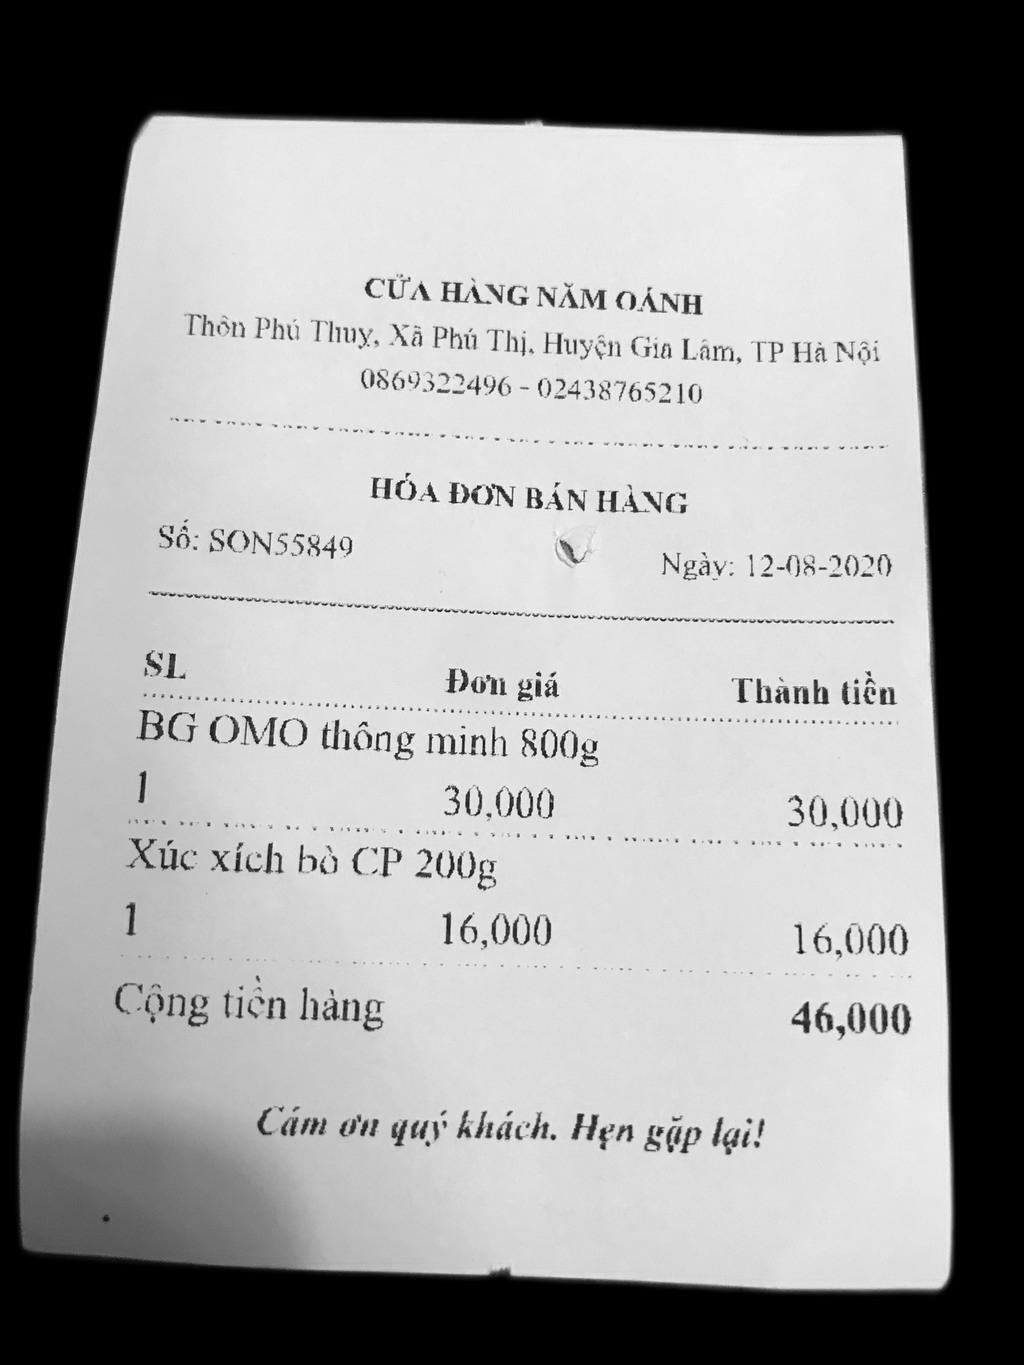 CỬA HÀNG NĂM OÁNH
Thôn Phú Thuy, Xã Phú Thị, Huyện Gia Lâm, TP Hà Nội
0869322496 - 02438765210
HÓA ĐƠN BÁN HÀNG
Số: SON55849 Ngày: 12-08-2020
SL Đơn giá Thành tiền
BG OMO thông minh 800g
1 30,000 30,000
Xúc xích bò CP 200g
1 16,000 16,000
Cộng tiền hàng 46,000
Cám ơn quý khách. Hẹn gặp lại!